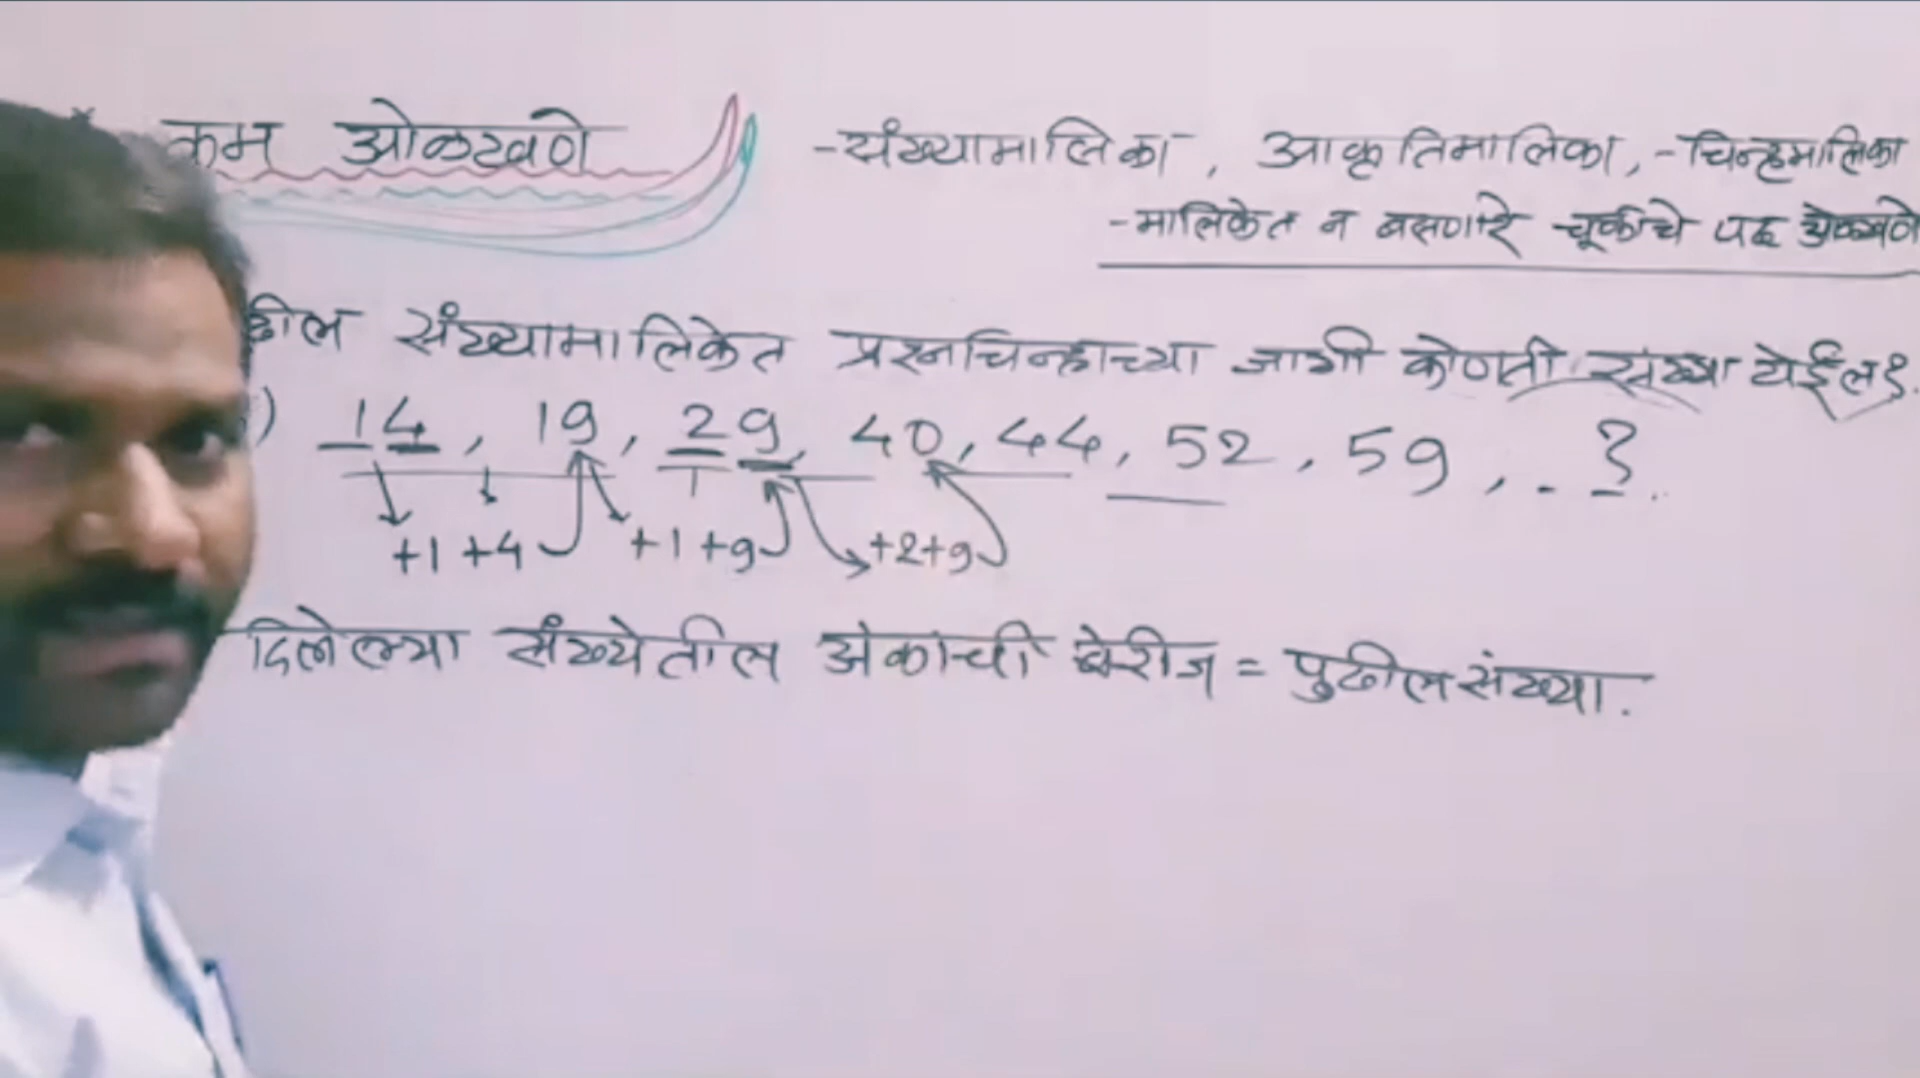 क्रम ओळखणे
-संख्यामालिका, आकृतिमालिका, -चिन्हमालिका
-मालिकेत न बसणारे चूकीचे पद ओळखणे
ढील संख्यामालिकेत प्रश्नचिन्हाच्या जागी कोणती संख्या येईल?.
) 14, 19, 29, 40, 44, 52, 59, . ?.
+1 +4 +1 +9 +2+9
दिलेल्या संख्येतील अंकांची बेरीज = पुढील संख्या.